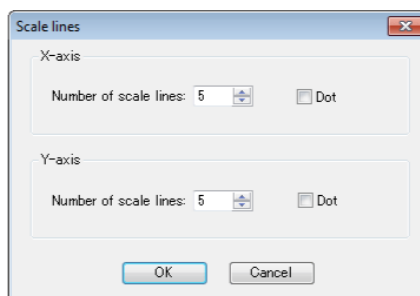 Scale lines
X-axis
Number of scale lines: 5 Dot
Y-axis
Number of scale lines: 5 Dot
OK Cancel